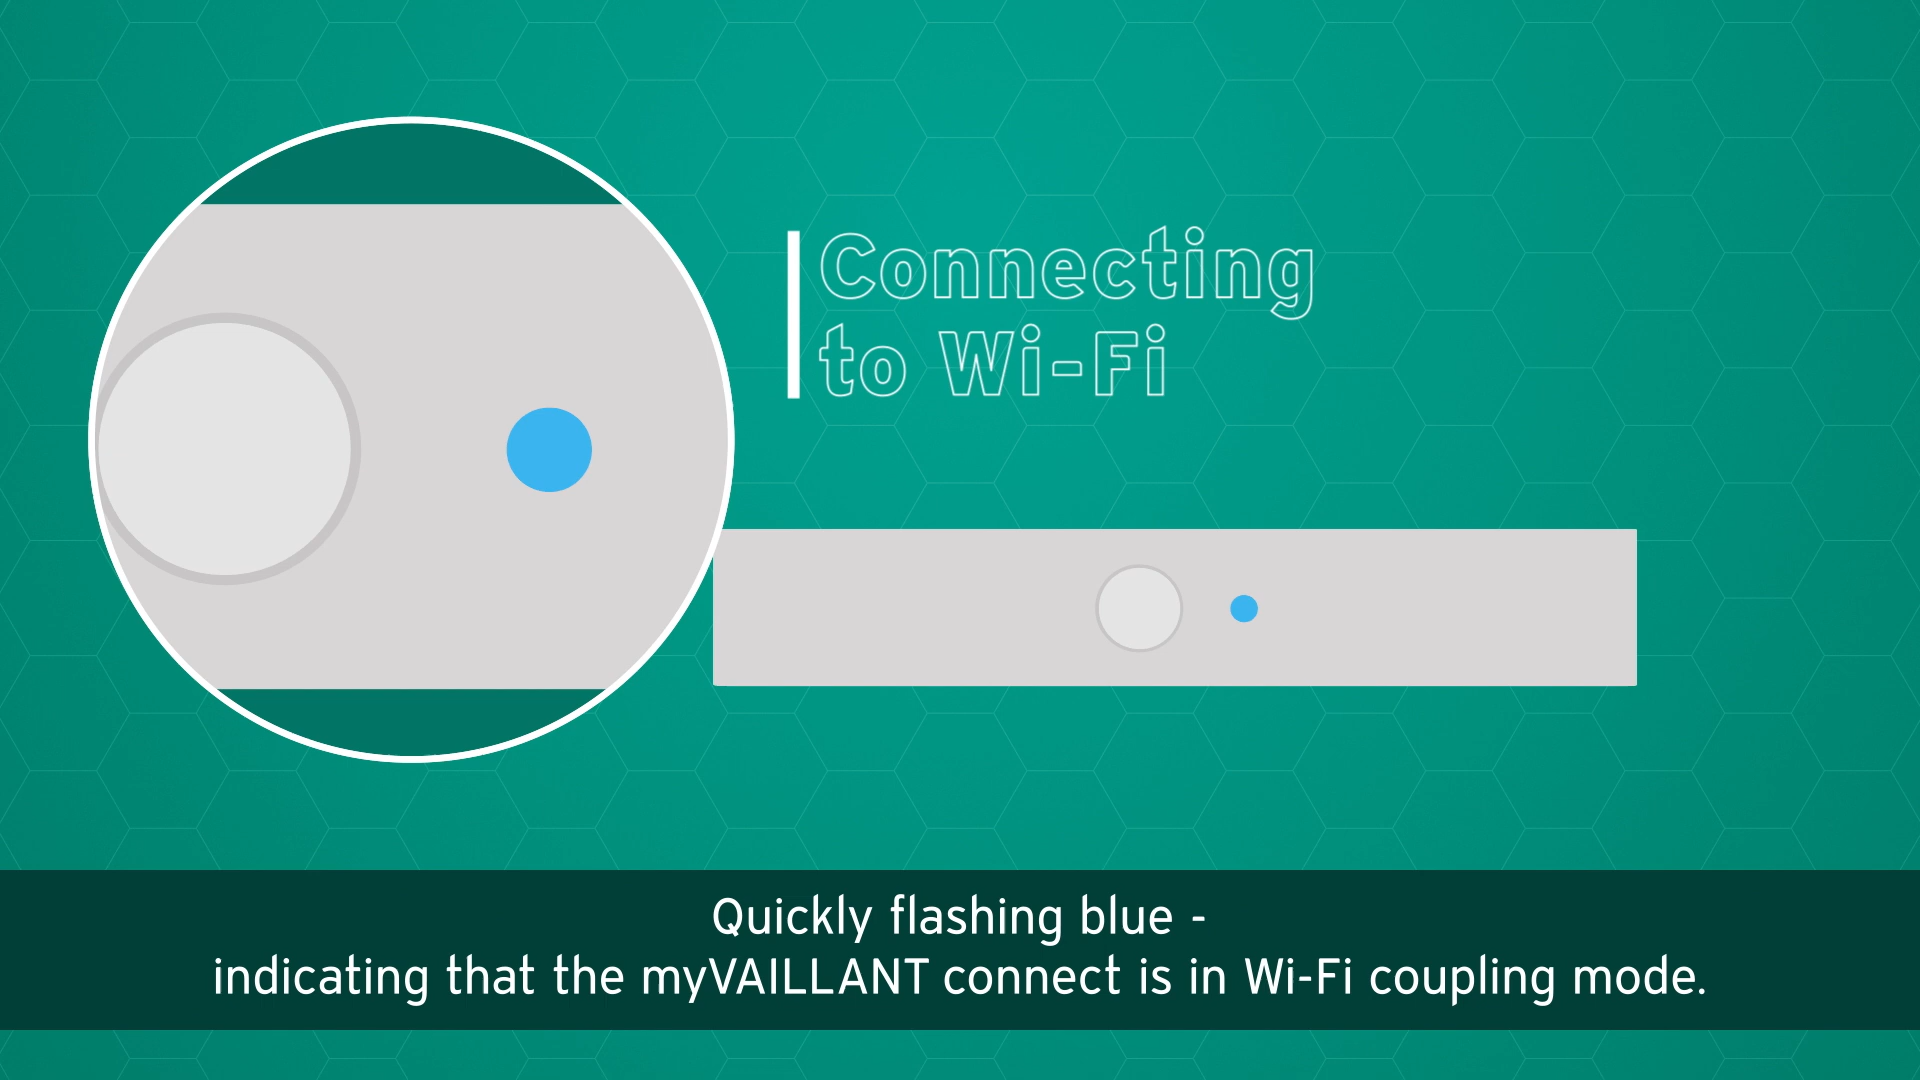 Connecting
to Wi-Fi
Quickly flashing blue -
indicating that the myVAILLANT connect is in Wi-Fi coupling mode.